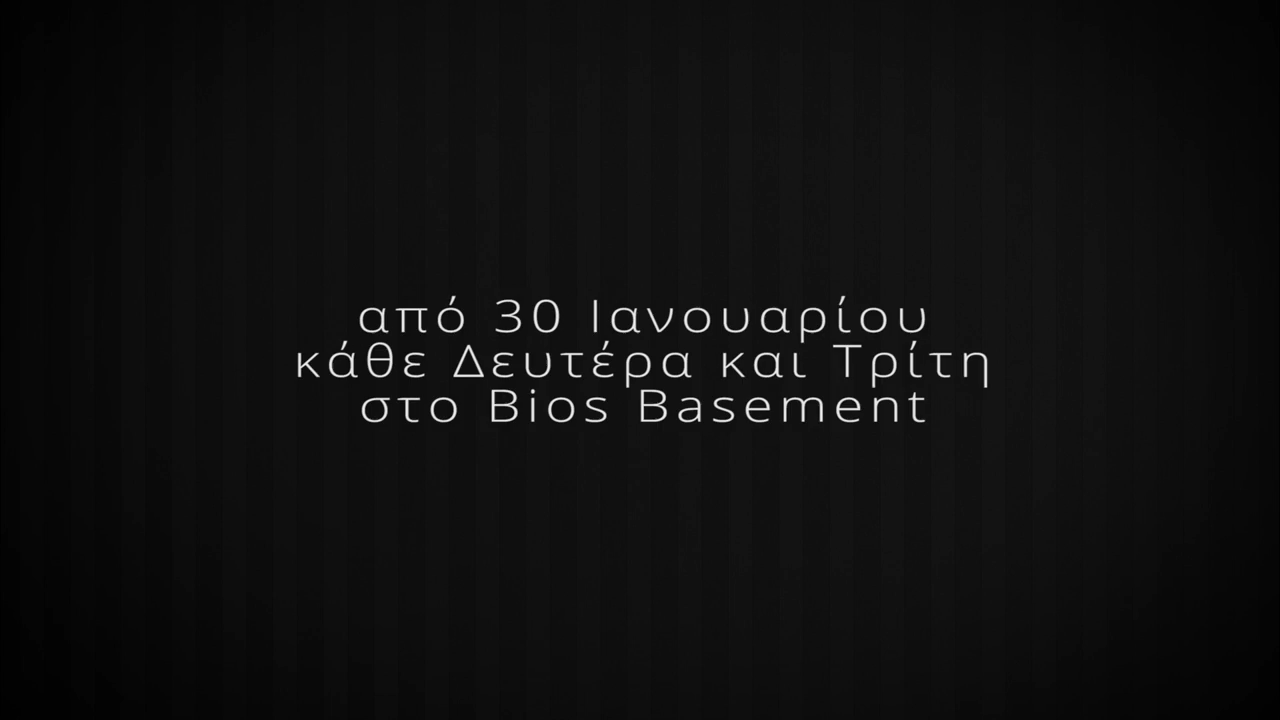 από 30 Ιανουαρίου
κάθε Δευτέρα και Τρίτη
στο Bios Basement